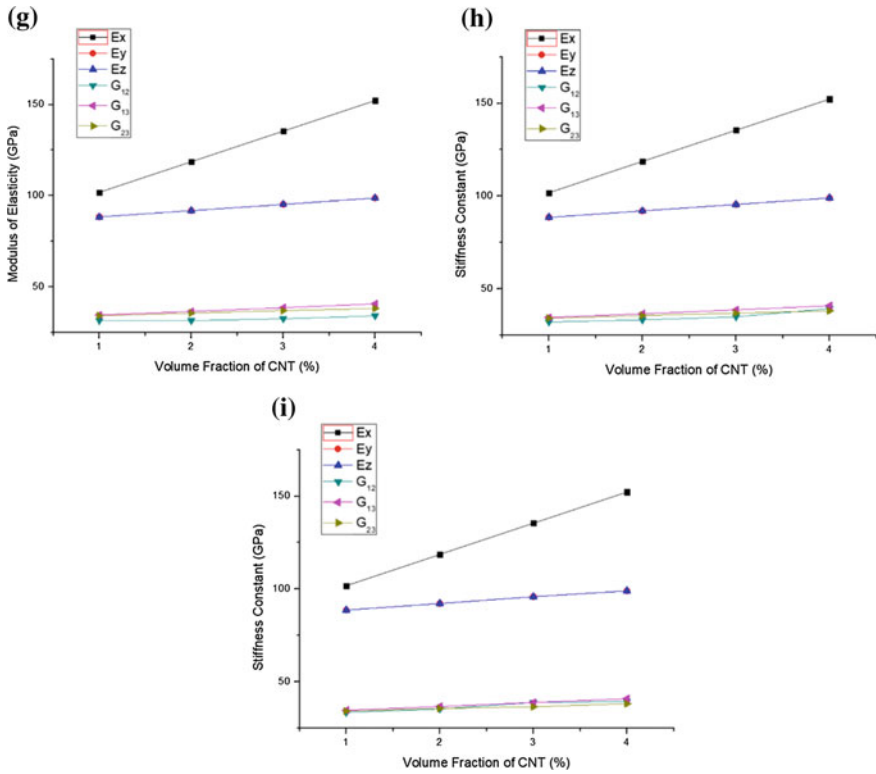 (g)
Ex
Ey
Ez
G12
G13
G23
150
100
50
Modulus of Elasticity (GPa)
1 2 3 4
Volume Fraction of CNT (%)
(h)
Ex
Ey
Ez
G12
G13
G23
150
100
50
Stiffness Constant (GPa)
1 2 3 4
Volume Fraction of CNT (%)
(i)
Ex
Ey
Ez
G12
G13
G23
150
100
50
Stiffness Constant (GPa)
1 2 3 4
Volume Fraction of CNT (%)